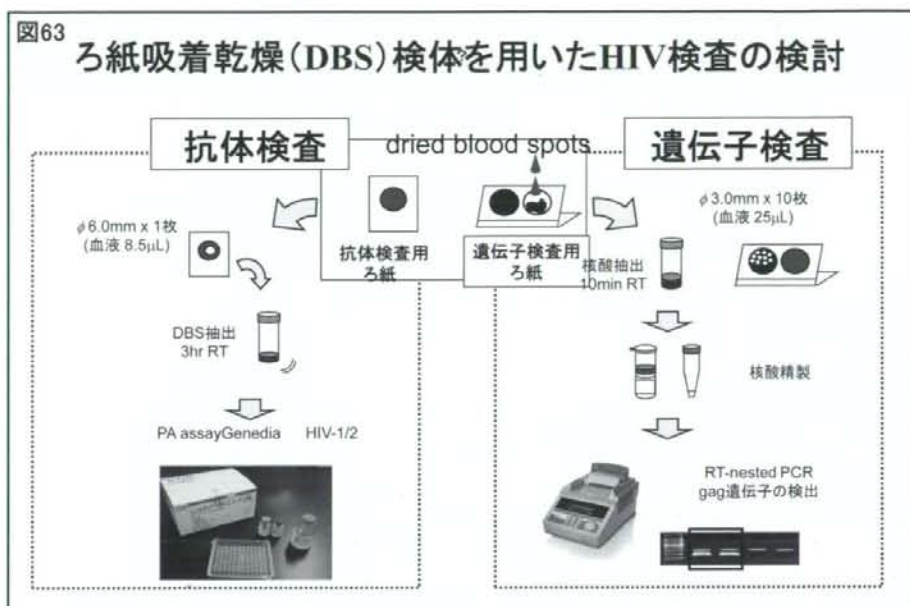 図63
ろ紙吸着乾燥(DBS)検体を用いたHIV検査の検討
抗体検査
dried blood spots
遺伝子検査
φ6.0mm x 1枚
(血液 8.5μL)
抗体検査用
ろ紙
遺伝子検査用
ろ紙
φ3.0mm x 10枚
(血液 25μL)
DBS抽出
3hr RT
PA assayGenedia HIV-1/2
核酸抽出
10min RT
核酸精製
RT-nested PCR
gag遺伝子の検出